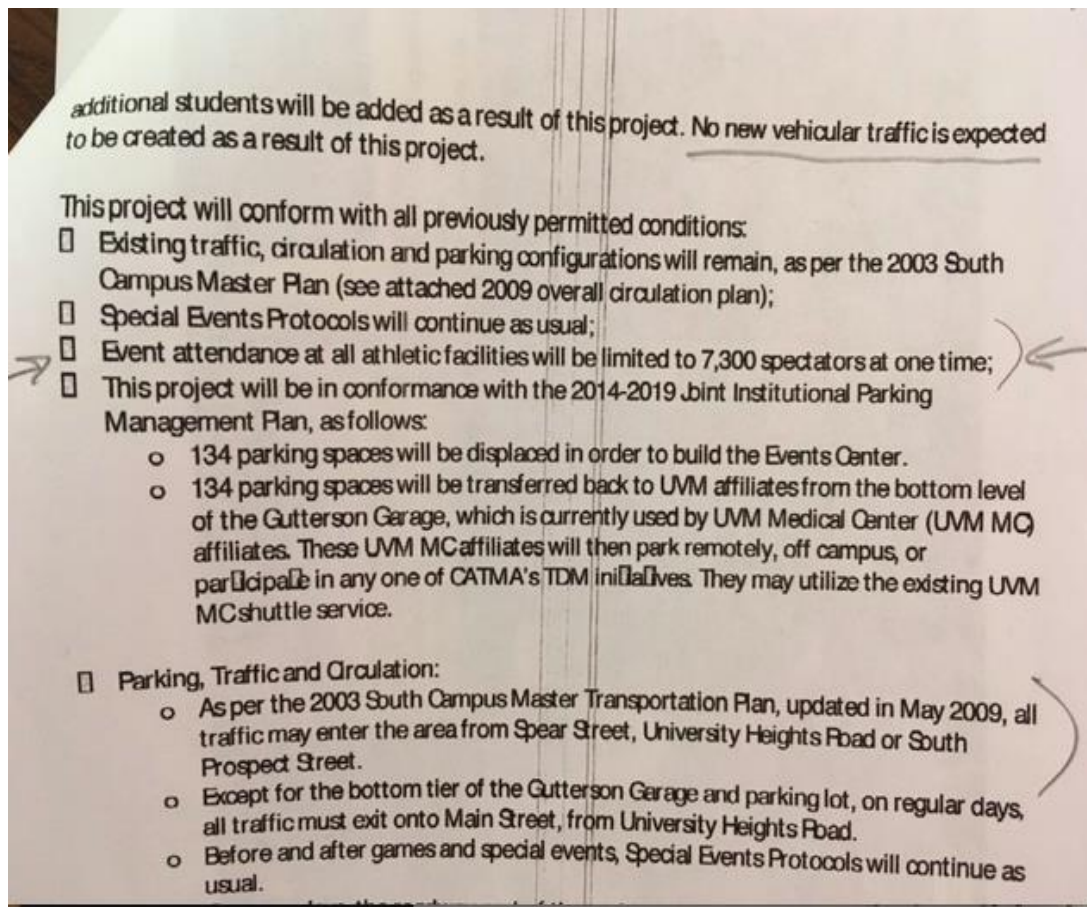 additional students will be added as a result of this project. No new vehicular traffic is expected
to be created as a result of this project.
This project will conform with all previously permitted conditions:
▯ Existing traffic, circulation and parking configurations will remain, as per the 2003 South
Campus Master Plan (see attached 2009 overall circulation plan);
▯ Special Events Protocols will continue as usual;
▯ Event attendance at all athletic facilities will be limited to 7,300 spectators at one time;
▯ This project will be in conformance with the 2014-2019 Joint Institutional Parking
Management Plan, as follows:
o 134 parking spaces will be displaced in order to build the Events Center.
o 134 parking spaces will be transferred back to UVM affiliates from the bottom level
of the Gutterson Garage, which is currently used by UVM Medical Center (UVM MC)
affiliates. These UVM MC affiliates will then park remotely, off campus, or
par▯cipa▯e in any one of CATMA's TDM ini▯a▯ves. They may utilize the existing UVM
MC shuttle service.
▯ Parking, Traffic and Circulation:
o As per the 2003 South Campus Master Transportation Plan, updated in May 2009, all
traffic may enter the area from Spear Street, University Heights Road or South
Prospect Street.
o Except for the bottom tier of the Gutterson Garage and parking lot, on regular days,
all traffic must exit onto Main Street, from University Heights Road.
o Before and after games and special events, Special Events Protocols will continue as
usual.